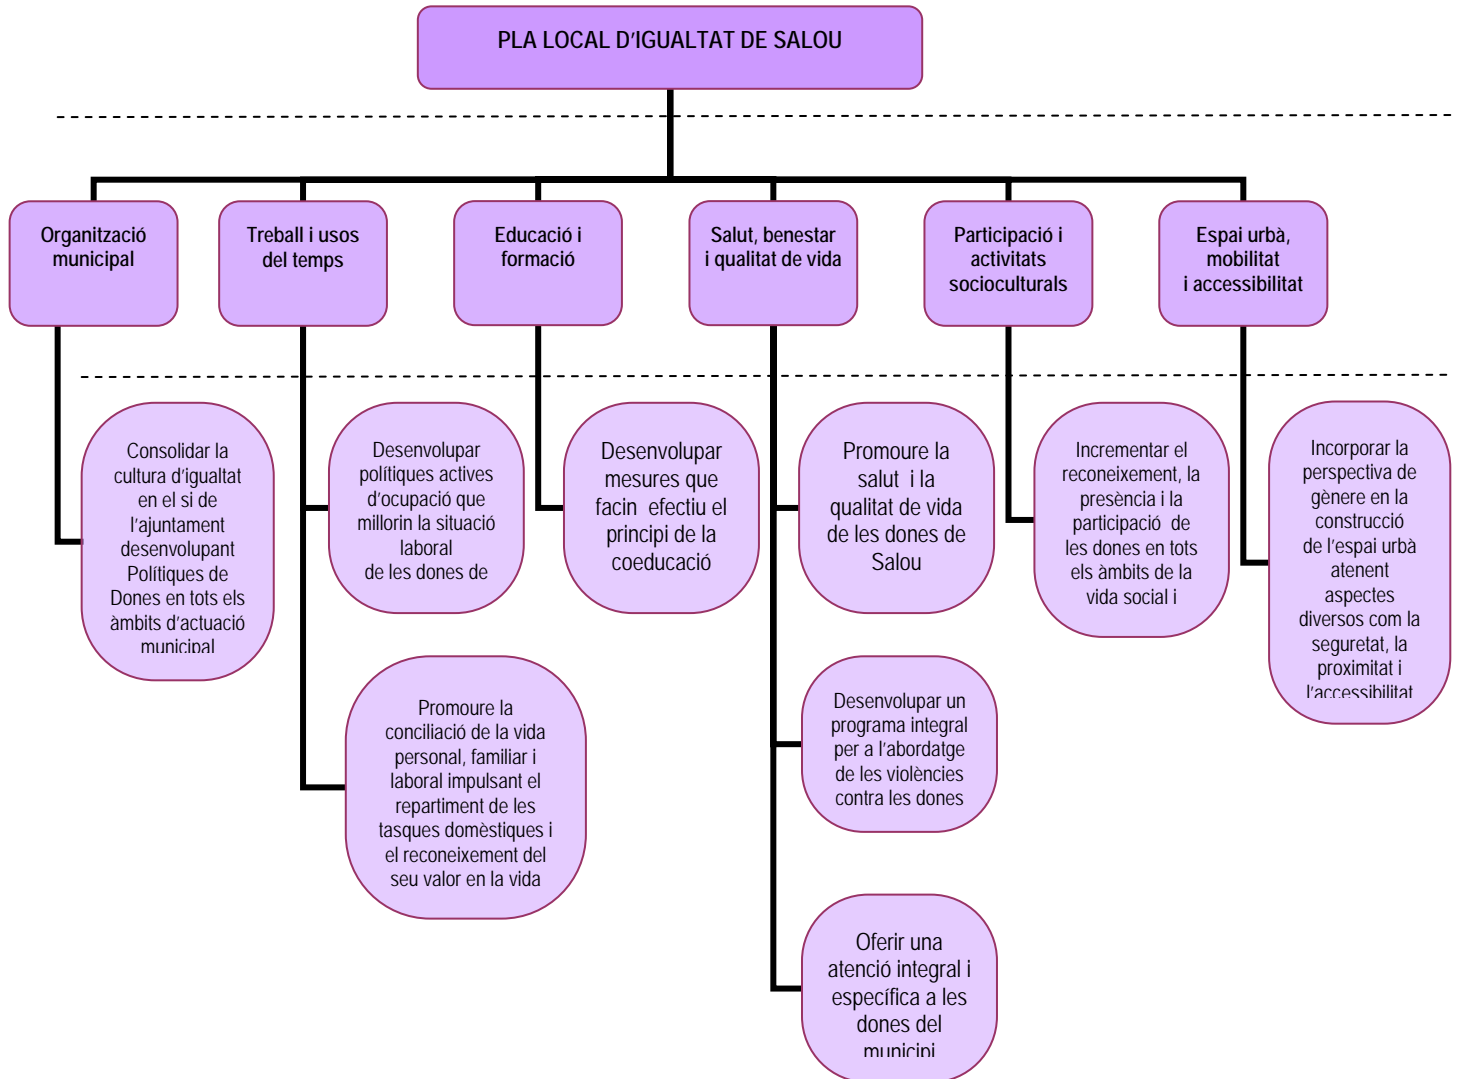 PLA LOCAL D'IGUALTAT DE SALOU
Organització
municipal
Treball i usos
del temps
Educació i
formació
Salut, benestar
i qualitat de vida
Participació i
activitats
socioculturals
Espai urbà,
mobilitat
i accessibilitat
Consolidar la
cultura d'igualtat
en el si de
l'ajuntament
desenvolupant
Polítiques de
Dones en tots els
àmbits d'actuació
municipal
Desenvolupar
polítiques actives
d'ocupació que
millorin la situació
laboral
de les dones de
Desenvolupar
mesures que
facin efectiu el
principi de la
coeducació
Promoure la
salut i la
qualitat de vida
de les dones de
Salou
Incrementar el
reconeixement, la
presència i la
participació de
les dones en tots
els àmbits de la
vida social i
Incorporar la
perspectiva de
gènere en la
construcció
de l'espai urbà
atenent
aspectes
diversos com la
seguretat, la
proximitat i
l'accessibilitat
Promoure la
conciliació de la vida
personal, familiar i
laboral impulsant el
repartiment de les
tasques domèstiques i
el reconeixement del
seu valor en la vida
Desenvolupar un
programa integral
per a l'abordatge
de les violències
contra les dones
Oferir una
atenció integral i
específica a les
dones del
municipi